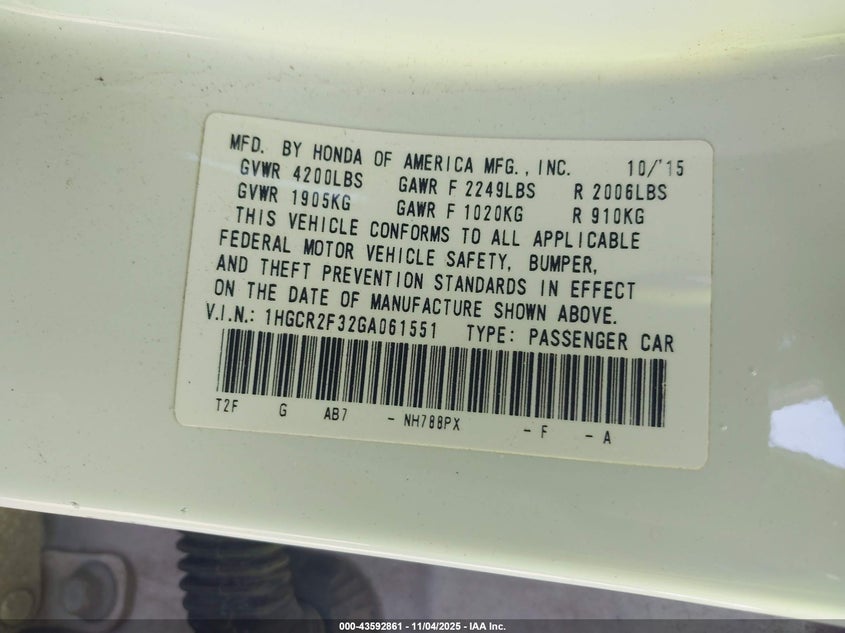 MFD. BY HONDA OF AMERICA MFG., INC. 10/'15
GVWR 4200LBS GAWR F 2249LBS R 2006LBS
GVWR 1905KG GAWR F 1020KG R 910KG
THIS VEHICLE CONFORMS TO ALL APPLICABLE
FEDERAL MOTOR VEHICLE SAFETY, BUMPER,
AND THEFT PREVENTION STANDARDS IN EFFECT
ON THE DATE OF MANUFACTURE SHOWN ABOVE.
V.I.N.: 1HGCR2F32GA061551 TYPE: PASSENGER CAR
T2F G AB7 - NH788PX - F - A
000-43592861 - 11/04/2025 - IAA Inc.